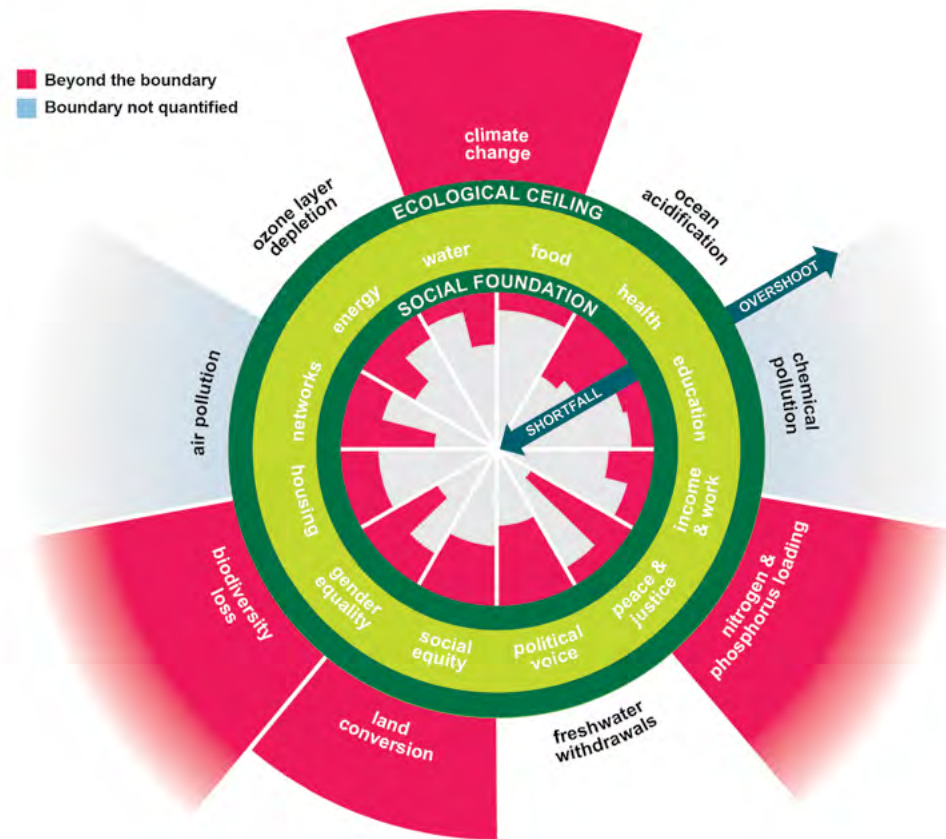 Beyond the boundary
Boundary not quantified
climate
change
ECOLOGICAL CEILING
ozone layer
depletion
ocean
acidification
OVERSHOOT
water
food
SOCIAL FOUNDATION
energy
health
SHORTFALL
networks
education
air pollution
chemical
pollution
housing
income
& work
gender
equality
peace &
justice
social
equity
political
voice
biodiversity
loss
nitrogen &
phosphorus loading
land
conversion
freshwater
withdrawals